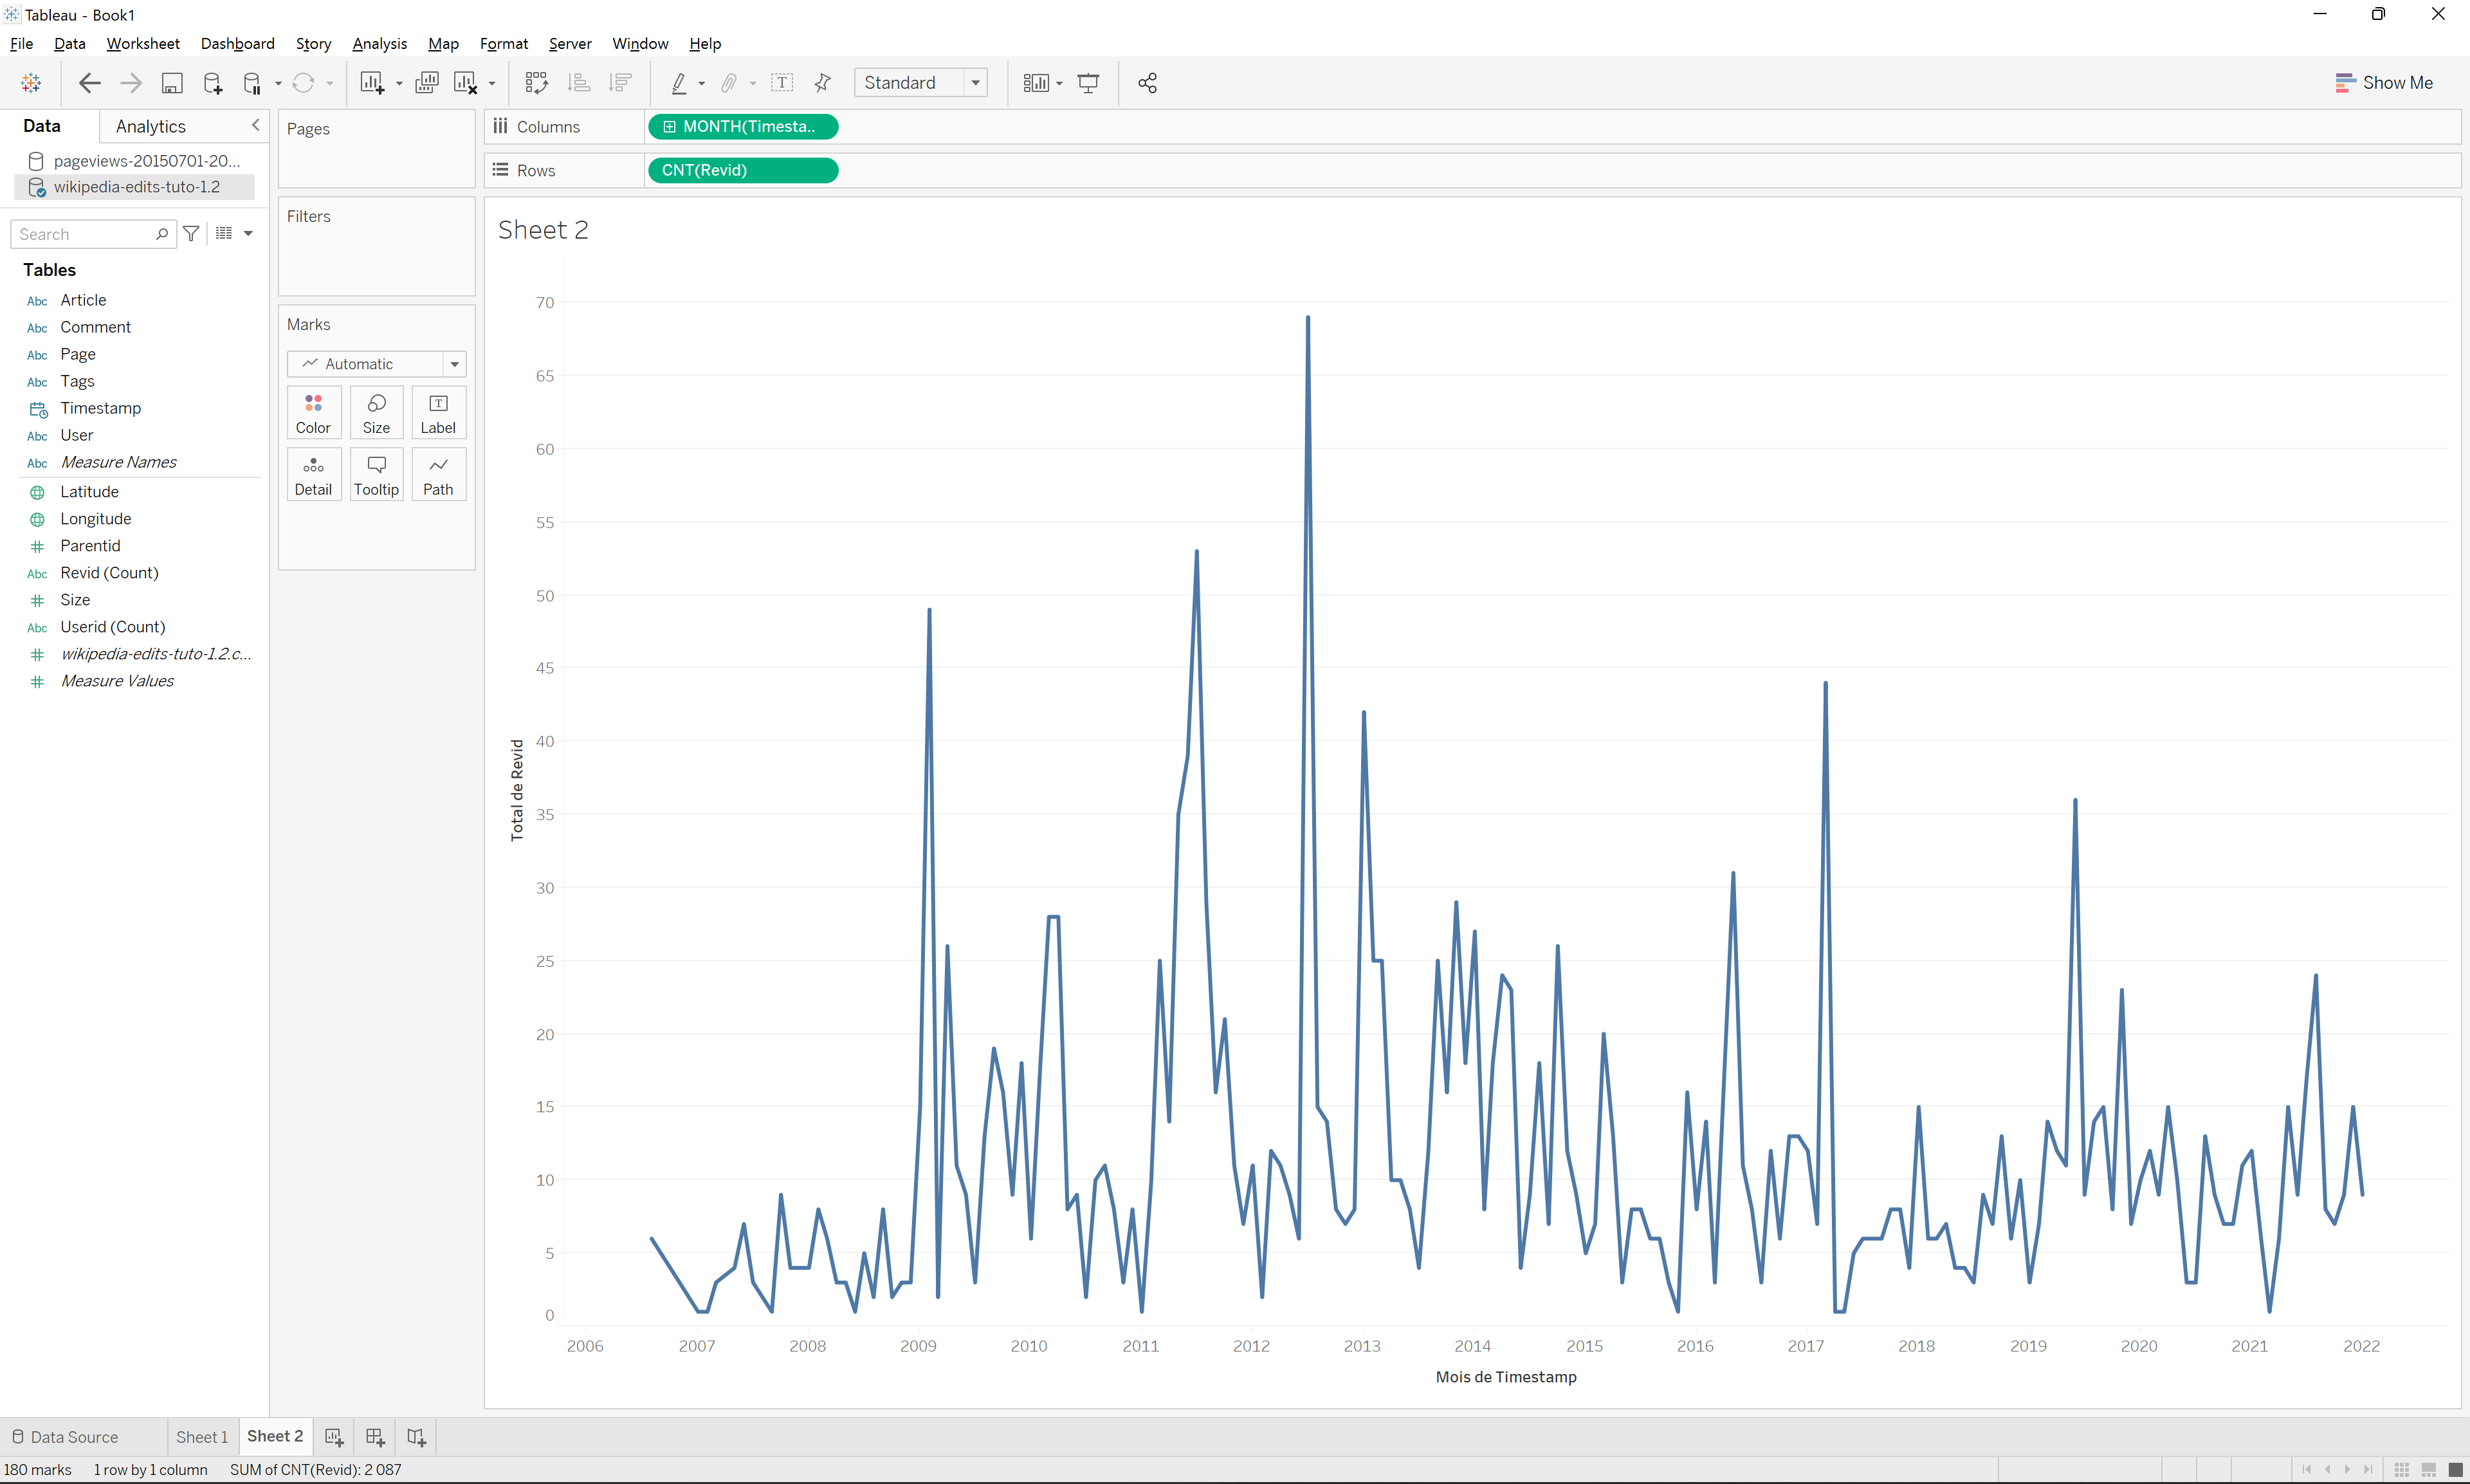 Tableau - Book1
File Data Worksheet Dashboard Story Analysis Map Format Server Window Help
Standard
Show Me
Data Analytics
pageviews-20150701-20...
wikipedia-edits-tuto-1.2
Search
Tables
Abc Article
Abc Comment
Abc Page
Abc Tags
Timestamp
Abc User
Abc Measure Names
Latitude
Longitude
# Parentid
Abc Revid (Count)
# Size
Abc Userid (Count)
# wikipedia-edits-tuto-1.2.c...
# Measure Values
Pages
Filters
Marks
Automatic
Color Size Label
Detail Tooltip Path
Columns MONTH(Timesta..
Rows CNT(Revid)
Sheet 2
Total de Revid
70
65
60
55
50
45
40
35
30
25
20
15
10
5
0
2006 2007 2008 2009 2010 2011 2012 2013 2014 2015 2016 2017 2018 2019 2020 2021 2022
Mois de Timestamp
Data Source Sheet 1 Sheet 2
180 marks 1 row by 1 column SUM of CNT(Revid): 2 087